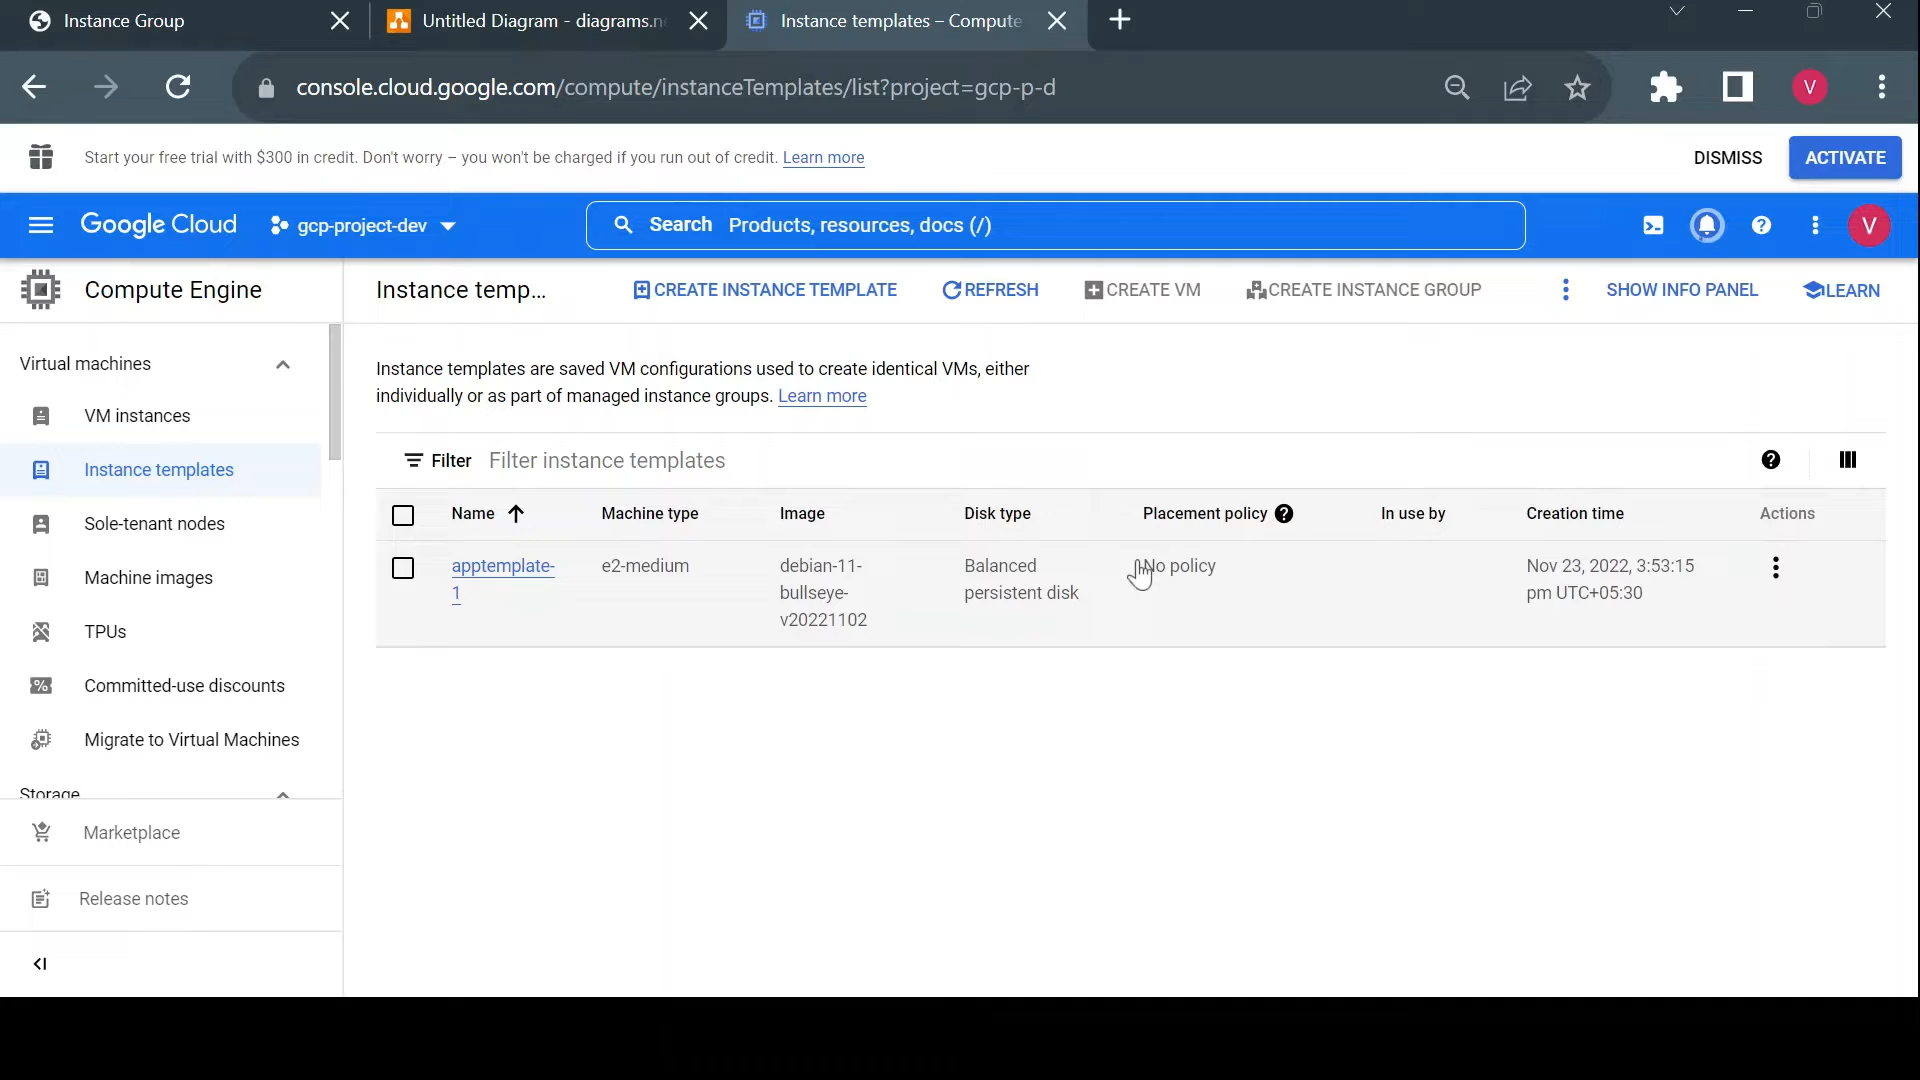 Instance Group
Untitled Diagram - diagrams.n
Instance templates – Compute
console.cloud.google.com/compute/instanceTemplates/list?project=gcp-p-d
V
Start your free trial with $300 in credit. Don't worry – you won't be charged if you run out of credit. Learn more
DISMISS
ACTIVATE
Google Cloud
gcp-project-dev
Search Products, resources, docs (/)
V
Compute Engine
Instance temp...
CREATE INSTANCE TEMPLATE
REFRESH
CREATE VM
CREATE INSTANCE GROUP
SHOW INFO PANEL
LEARN
Virtual machines
VM instances
Instance templates
Sole-tenant nodes
TPUs
Machine images
Committed-use discounts
Migrate to Virtual Machines
Storage
Marketplace
Release notes
Instance templates are saved VM configurations used to create identical VMs, either
individually or as part of managed instance groups. Learn more
Filter Filter instance templates
Name Machine type Image Disk type Placement policy In use by Creation time Actions
apptemplate- e2-medium debian-11- Balanced No policy Nov 23, 2022, 3:53:15
1 bullseye- persistent disk pm UTC+05:30
v20221102